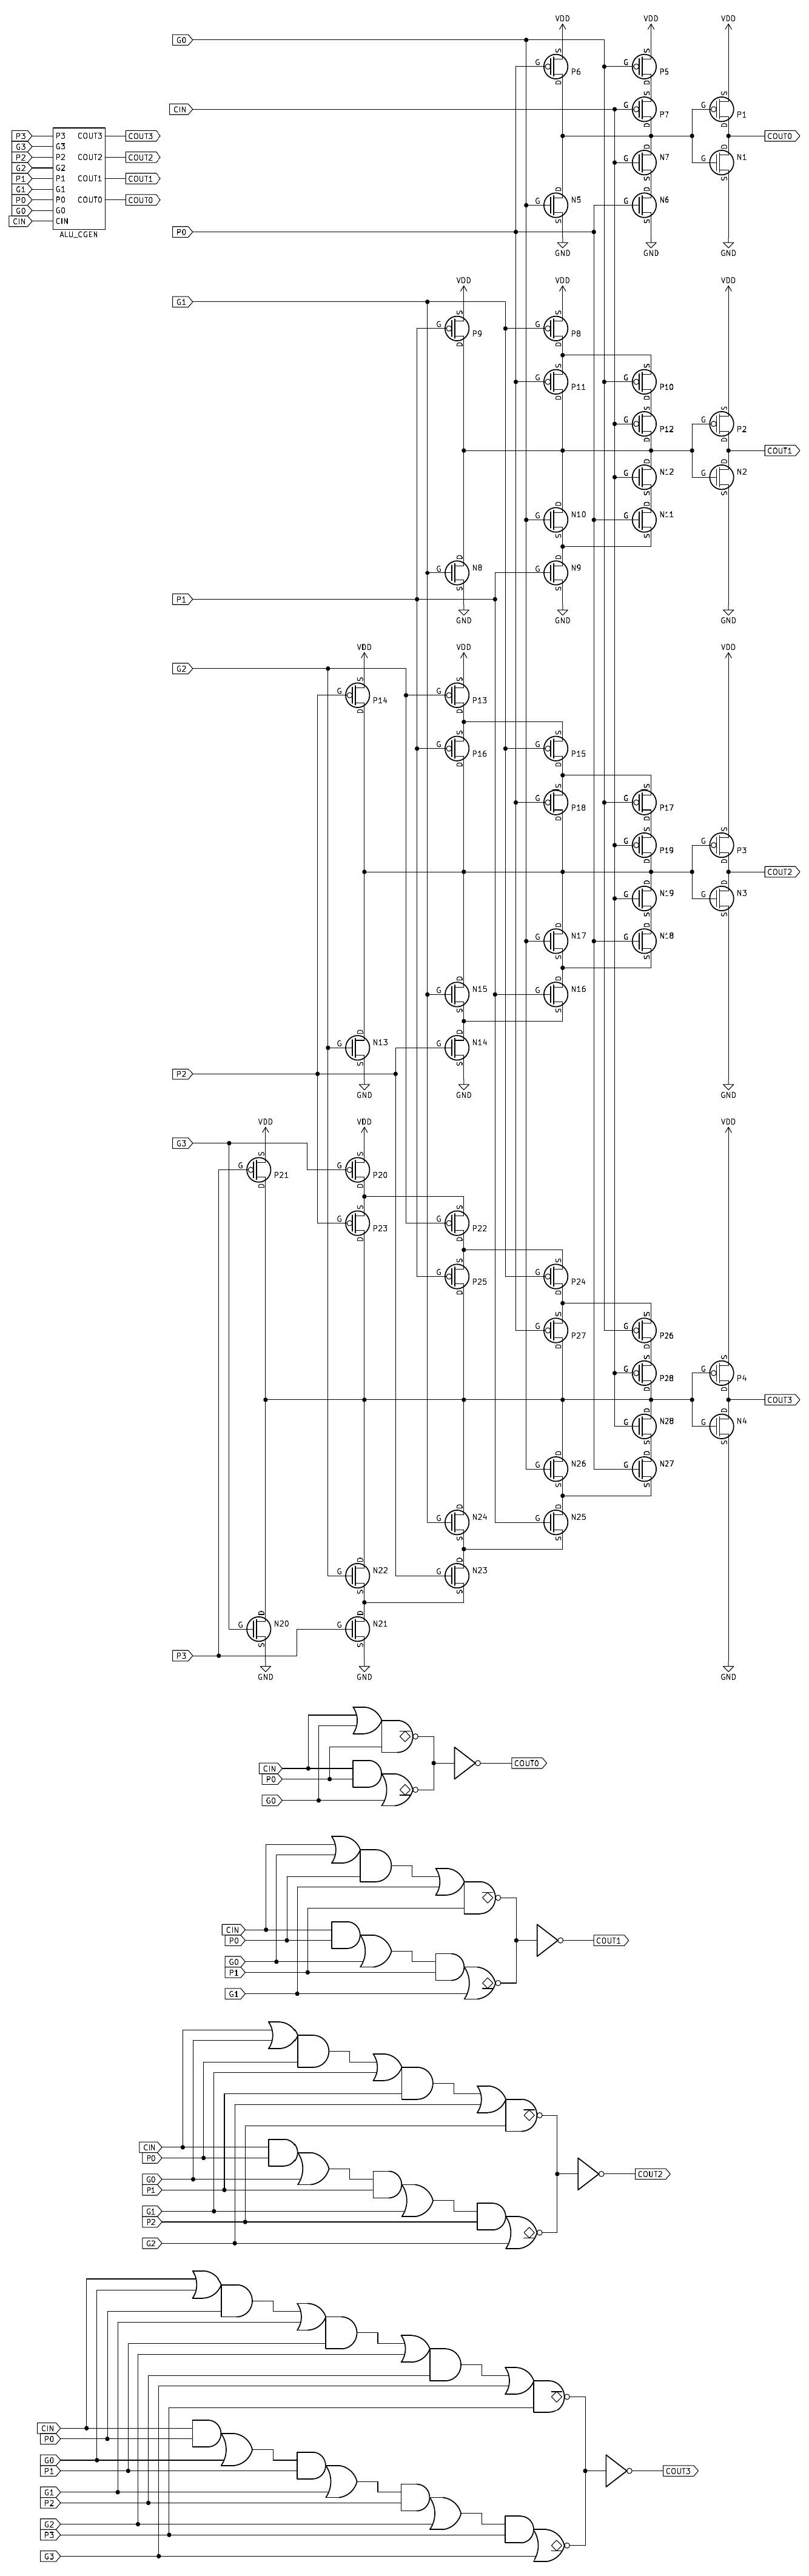 VDD VDD VDD
G0
G S D P6
G S D P5
CIN
G S D P7
G S D P1
COUT0
P3 P3 COUT3 COUT3
G3 G3
P2 P2 COUT2 COUT2
G2 G2
P1 P1 COUT1 COUT1
G1 G1
P0 P0 COUT0 COUT0
G0 G0
CIN CIN
ALU_CGEN
G D S N7
G D S N1
G D S N5
G D S N6
P0
GND GND GND
VDD VDD VDD
G1
G S D P9
G S D P8
G S D P11
G S D P10
G S D P12
G S D P2
COUT1
G D S N12
G D S N2
G D S N10
G D S N11
G D S N8
G D S N9
P1
GND GND GND
VDD VDD VDD
G2
G S D P14
G S D P13
G S D P16
G S D P15
G S D P18
G S D P17
G S D P19
G S D P3
COUT2
G D S N19
G D S N3
G D S N17
G D S N18
G D S N15
G D S N16
G D S N13
G D S N14
P2
GND GND GND
VDD VDD VDD
G3
G S D P21
G S D P20
G S D P23
G S D P22
G S D P25
G S D P24
G S D P27
G S D P26
G S D P28
G S D P4
COUT3
G D S N28
G D S N4
G D S N26
G D S N27
G D S N24
G D S N25
G D S N22
G D S N23
G D S N20
G D S N21
P3
GND GND GND
CIN
P0
G0
COUT0
CIN
P0
G0
P1
G1
COUT1
CIN
P0
G0
P1
G1
P2
G2
COUT2
CIN
P0
G0
P1
G1
P2
G2
P3
G3
COUT3